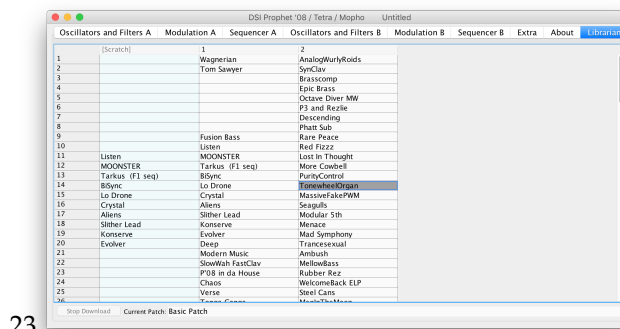 DSI Prophet '08 / Tetra / Mopho Untitled
Oscillators and Filters A Modulation A Sequencer A Oscillators and Filters B Modulation B Sequencer B Extra About Librarian
[Scratch] 1 2
1 Wagnerian AnalogWurlyRoids
2 Tom Sawyer SynClav
3 Brasscomp
4 Epic Brass
5 Octave Diver MW
6 P3 and Rezlie
7 Descending
8 Phatt Sub
9 Fusion Bass Rare Peace
10 Listen Red Fizzz
11 Listen MOONSTER Lost In Thought
12 MOONSTER Tarkus (F1 seq) More Cowbell
13 Tarkus (F1 seq) BiSync PurityControl
14 BiSync Lo Drone TonewheelOrgan
15 Lo Drone Crystal MassiveFakePWM
16 Crystal Aliens Seagulls
17 Aliens Slither Lead Modular 5th
18 Slither Lead Konserve Menace
19 Konserve Evolver Mad Symphony
20 Evolver Deep Trancesexual
21 Modern Music Ambush
22 SlowWah FastClav MellowBass
23 P'08 in da House Rubber Rez
24 Chaos WelcomeBack ELP
25 Verse Steel Cans
Stop Download Current Patch: Basic Patch
23